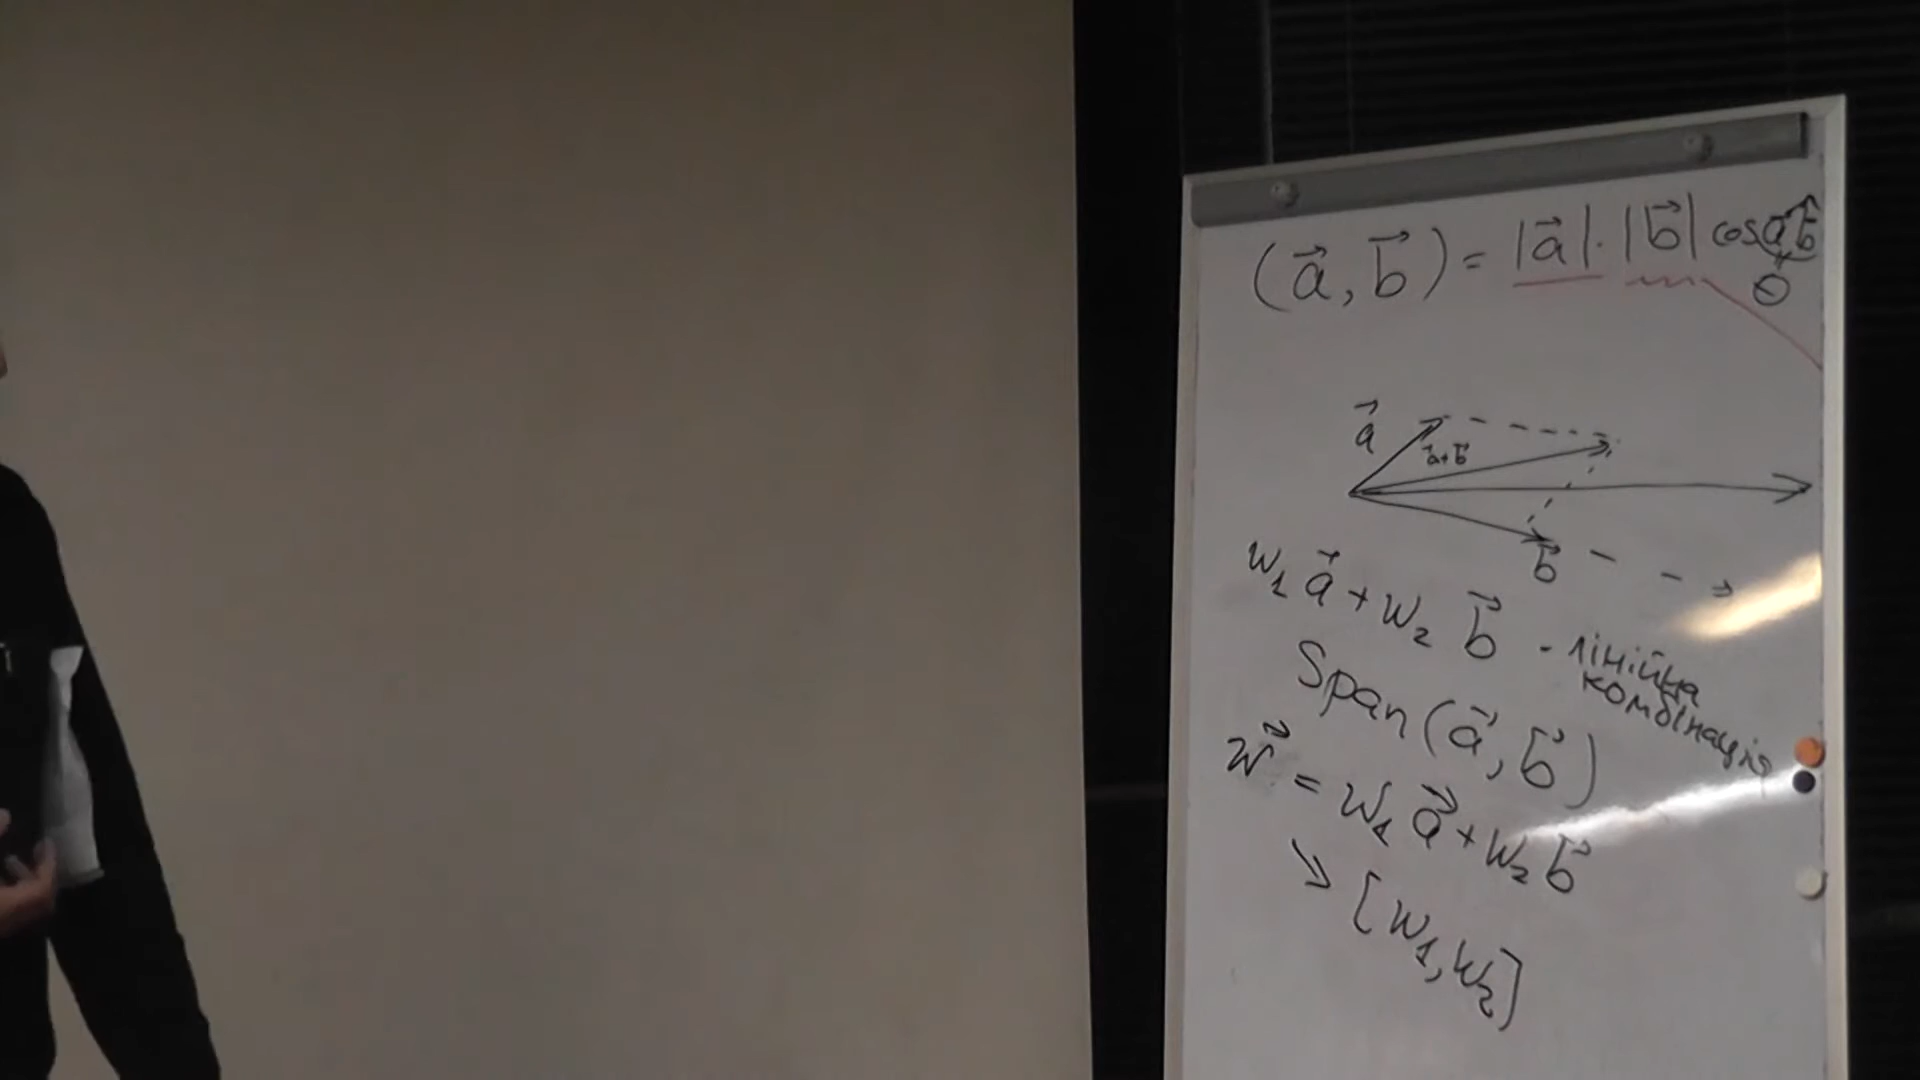 (a⃗, b⃗) = |a⃗| · |b⃗| cos a⃗^b⃗
θ
a⃗
a⃗+b⃗
b⃗
w₁ a⃗ + w₂ b⃗ - лінійна
комбінація
Span (a⃗, b⃗)
w⃗ = w₁ a⃗ + w₂ b⃗
→ [w₁, w₂]